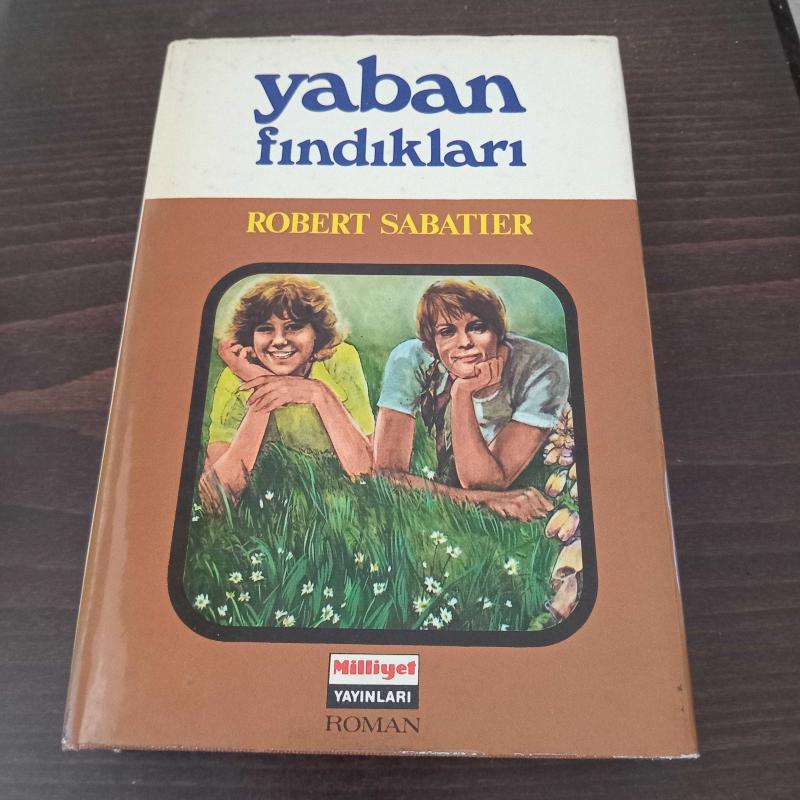 yaban
fındıkları
ROBERT SABATIER
Milliyet
YAYINLARI
ROMAN